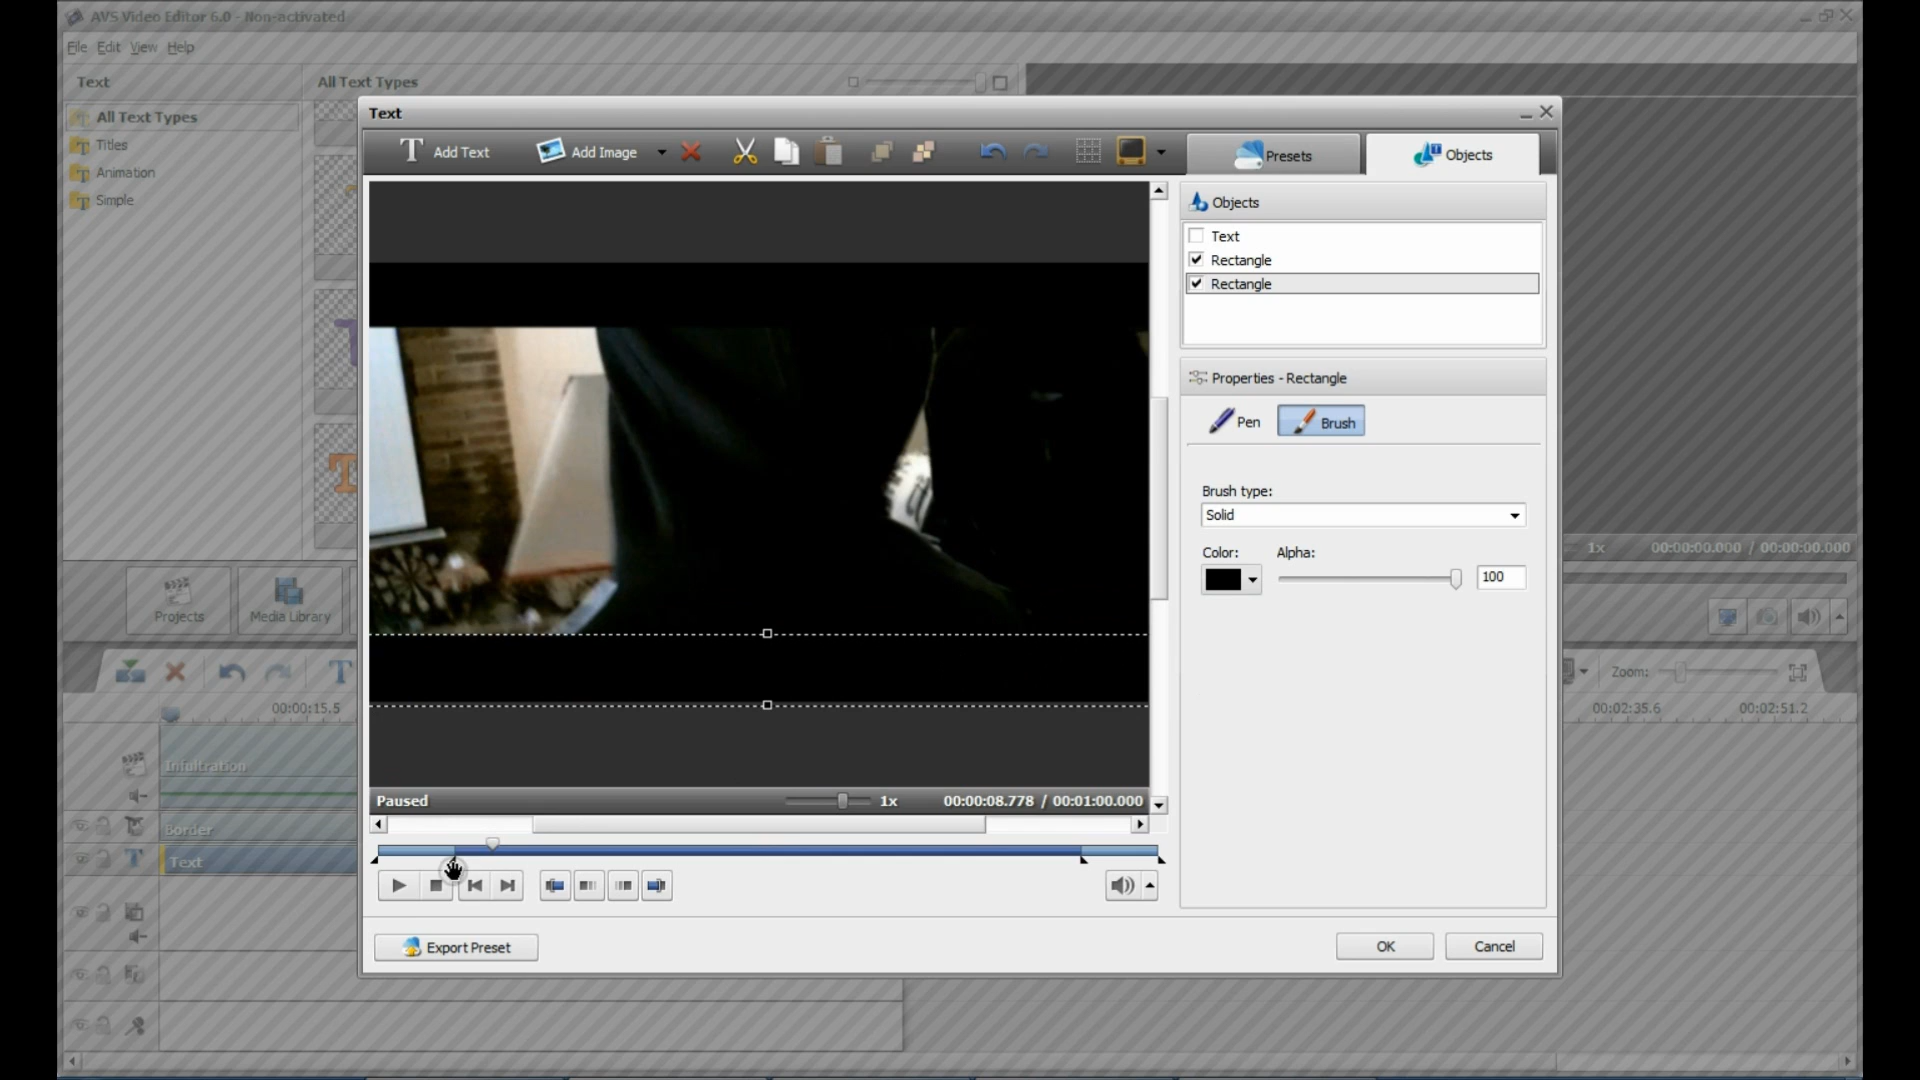 AVS Video Editor 6.0 - Non-activated
File Edit View Help
Text
All Text Types
All Text Types
Titles
Animation
Simple
Text
Add Text
Add Image
Presets
Objects
Objects
Text
Rectangle
Rectangle
Properties - Rectangle
Pen
Brush
Brush type:
Solid
Color:
Alpha:
100
1x
00:00:00.000 / 00:00:00.000
Projects
Media Library
Zoom:
00:00:15.5
00:02:35.6
00:02:51.2
Infultration
Border
Text
Paused
1x
00:00:08.778 / 00:01:00.000
Export Preset
OK
Cancel